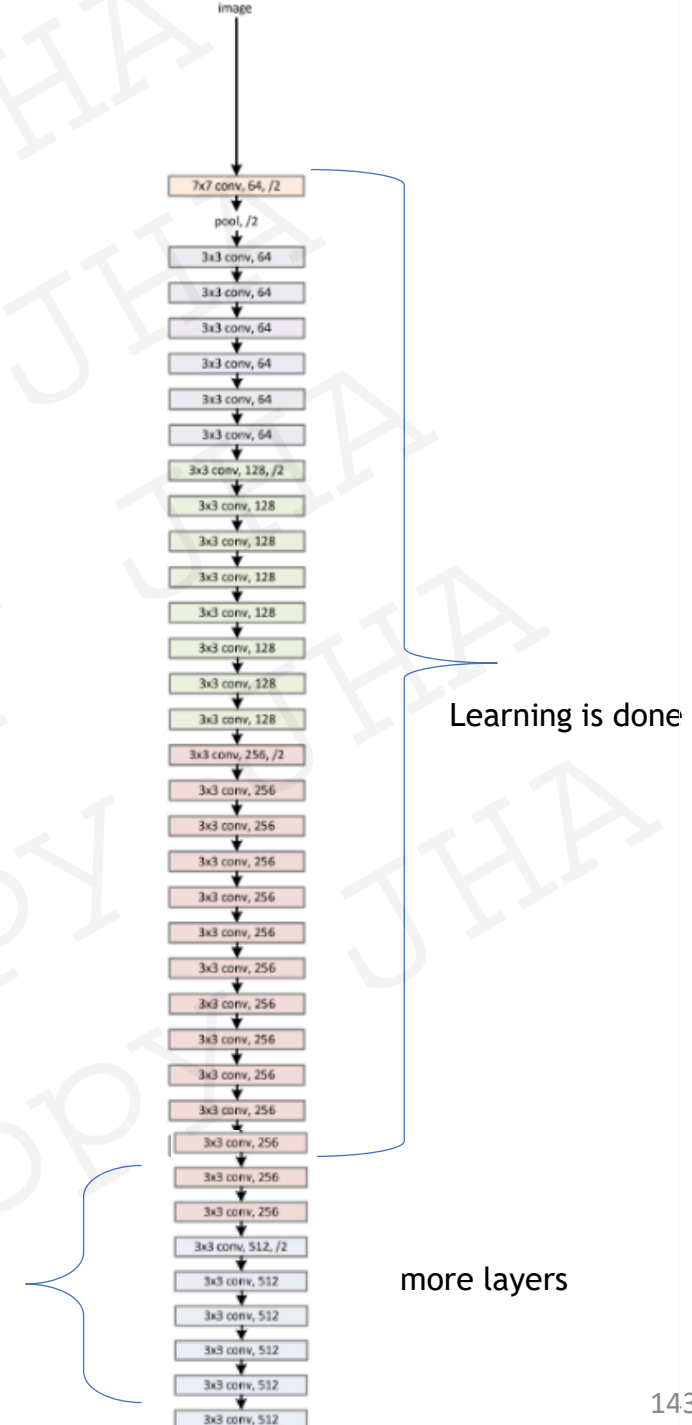 image
7x7 conv, 64, /2
pool, /2
3x3 conv, 64
3x3 conv, 64
3x3 conv, 64
3x3 conv, 64
3x3 conv, 64
3x3 conv, 64
3x3 conv, 128, /2
3x3 conv, 128
3x3 conv, 128
3x3 conv, 128
3x3 conv, 128
3x3 conv, 128
3x3 conv, 128
3x3 conv, 128
Learning is done
3x3 conv, 256, /2
3x3 conv, 256
3x3 conv, 256
3x3 conv, 256
3x3 conv, 256
3x3 conv, 256
3x3 conv, 256
3x3 conv, 256
3x3 conv, 256
3x3 conv, 256
3x3 conv, 256
3x3 conv, 256
3x3 conv, 256
3x3 conv, 256
3x3 conv, 512, /2
3x3 conv, 512
more layers
3x3 conv, 512
3x3 conv, 512
3x3 conv, 512
3x3 conv, 512
143
JHA
JHA
JHA
JHA
JHA